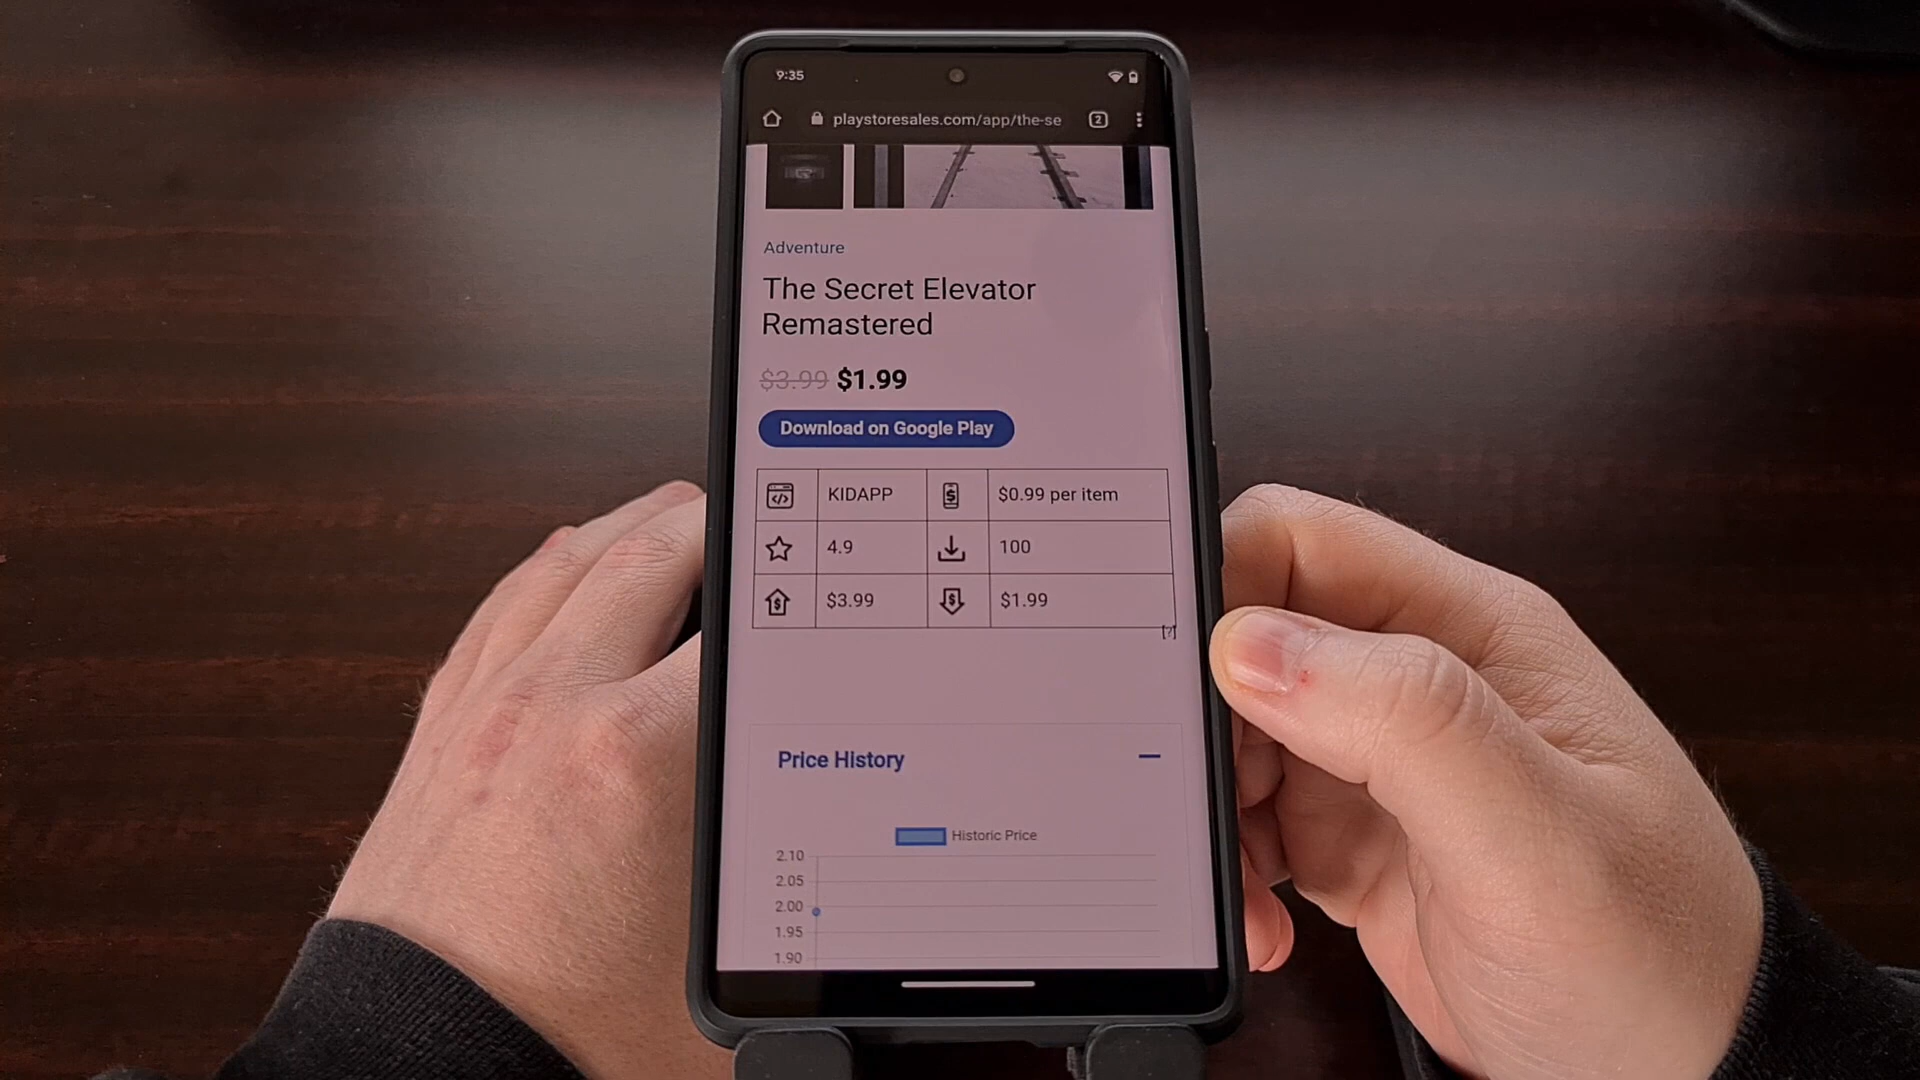 9:35
playstoresales.com/app/the-se
2
Adventure
The Secret Elevator
Remastered
$3.99 $1.99
Download on Google Play
KIDAPP $0.99 per item
4.9 100
$3.99 $1.99
[?]
Price History
Historic Price
2.10
2.05
2.00
1.95
1.90